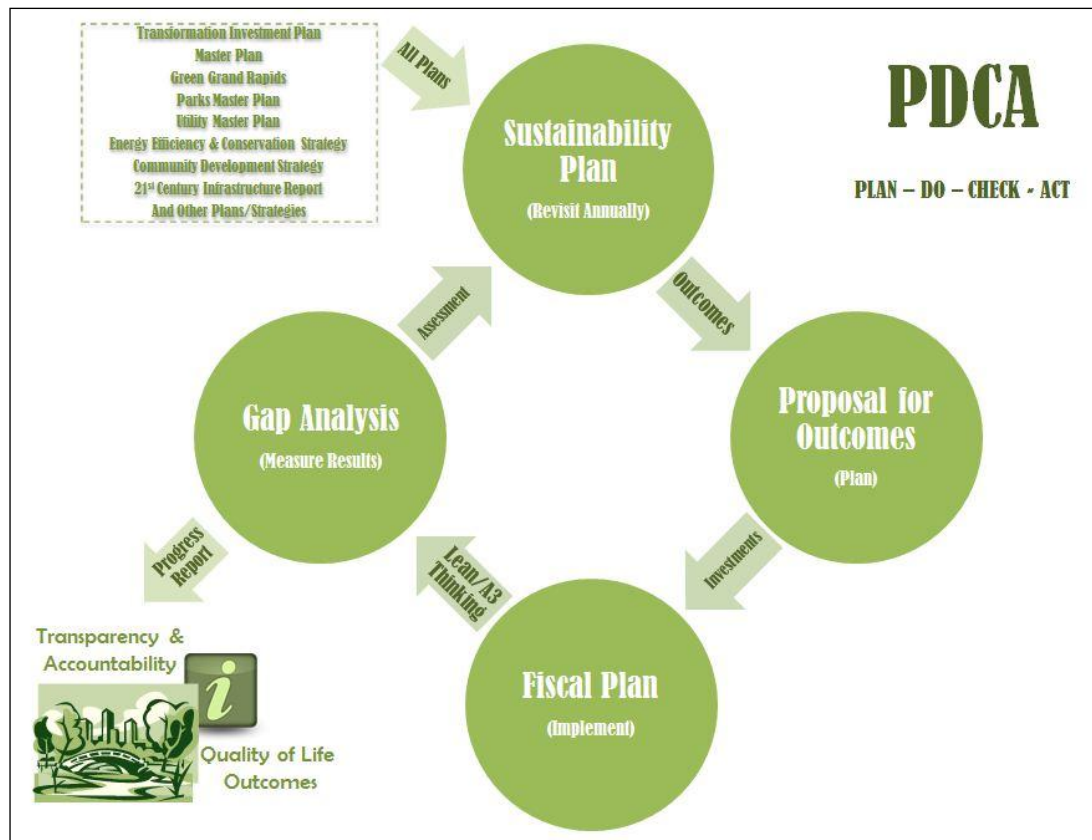 Transformation Investment Plan
Master Plan
Green Grand Rapids
Parks Master Plan
Utility Master Plan
Energy Efficiency & Conservation Strategy
Community Development Strategy
21st Century Infrastructure Report
And Other Plans/Strategies
All Plans
PDCA
PLAN – DO – CHECK - ACT
Sustainability
Plan
(Revisit Annually)
Outcomes
Proposal for
Outcomes
(Plan)
Investments
Fiscal Plan
(Implement)
Lean/A3
Thinking
Gap Analysis
(Measure Results)
Assessment
Progress
Report
Transparency &
Accountability
i
Quality of Life
Outcomes